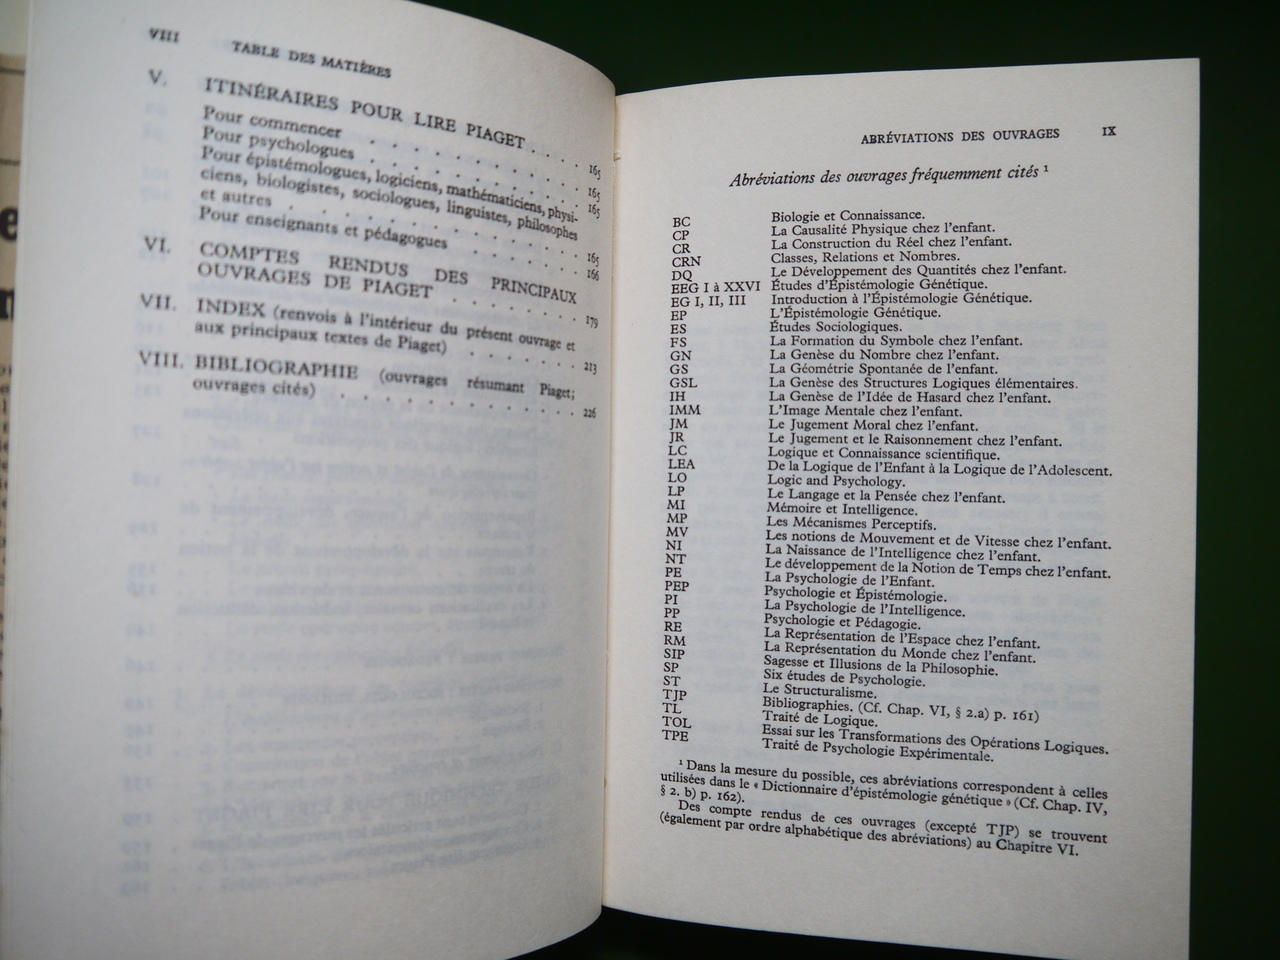 VIII TABLE DES MATIÈRES
V. ITINÉRAIRES POUR LIRE PIAGET . . . . 165
Pour commencer . . . . . . . . . . 165
Pour psychologues . . . . . . . . . . 165
Pour épistémologues, logiciens, mathématiciens, physi-
ciens, biologistes, sociologues, linguistes, philosophes
et autres . . . . . . . . . . . . 165
Pour enseignants et pédagogues . . . . . . 166
VI. COMPTES RENDUS DES PRINCIPAUX
OUVRAGES DE PIAGET . . . . . . 179
VII. INDEX (renvois à l'intérieur du présent ouvrage et
aux principaux textes de Piaget) . . . . . . 213
VIII. BIBLIOGRAPHIE (ouvrages résumant Piaget;
ouvrages cités) . . . . . . . . . . . 226
ABRÉVIATIONS DES OUVRAGES IX
Abréviations des ouvrages fréquemment cités ¹
BC Biologie et Connaissance.
CP La Causalité Physique chez l'enfant.
CR La Construction du Réel chez l'enfant.
CRN Classes, Relations et Nombres.
DQ Le Développement des Quantités chez l'enfant.
EEG I à XXVI Études d'Épistémologie Génétique.
EG I, II, III Introduction à l'Épistémologie Génétique.
EP L'Épistémologie Génétique.
ES Études Sociologiques.
FS La Formation du Symbole chez l'enfant.
GN La Genèse du Nombre chez l'enfant.
GS La Géométrie Spontanée de l'enfant.
GSL La Genèse des Structures Logiques élémentaires.
IH La Genèse de l'Idée de Hasard chez l'enfant.
IMM L'Image Mentale chez l'enfant.
JM Le Jugement Moral chez l'enfant.
JR Le Jugement et le Raisonnement chez l'enfant.
LC Logique et Connaissance scientifique.
LEA De la Logique de l'Enfant à la Logique de l'Adolescent.
LO Logic and Psychology.
LP Le Langage et la Pensée chez l'enfant.
MI Mémoire et Intelligence.
MP Les Mécanismes Perceptifs.
MV Les notions de Mouvement et de Vitesse chez l'enfant.
NI La Naissance de l'Intelligence chez l'enfant.
NT Le développement de la Notion de Temps chez l'enfant.
PE La Psychologie de l'Enfant.
PEP Psychologie et Épistémologie.
PI La Psychologie de l'Intelligence.
PP Psychologie et Pédagogie.
RE La Représentation de l'Espace chez l'enfant.
RM La Représentation du Monde chez l'enfant.
SIP Sagesse et Illusions de la Philosophie.
SP Six études de Psychologie.
ST Le Structuralisme.
TJP Bibliographies. (Cf. Chap. VI, § 2.a) p. 161)
TL Traité de Logique.
TOL Essai sur les Transformations des Opérations Logiques.
TPE Traité de Psychologie Expérimentale.
¹ Dans la mesure du possible, ces abréviations correspondent à celles
utilisées dans le « Dictionnaire d'épistémologie génétique » (Cf. Chap. IV,
§ 2. b) p. 162).
Des compte rendus de ces ouvrages (excepté TJP) se trouvent
(également par ordre alphabétique des abréviations) au Chapitre VI.